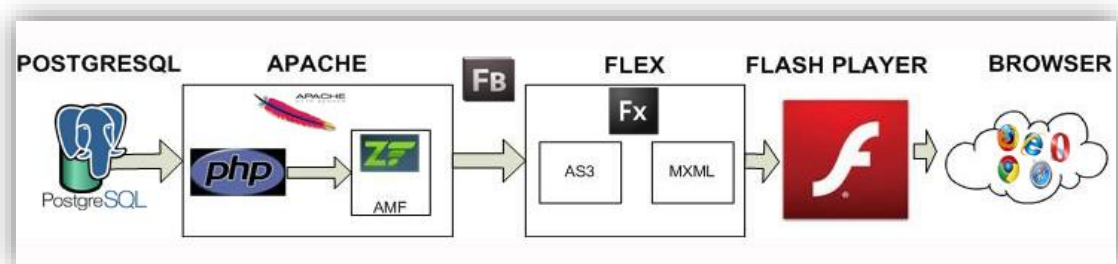 POSTGRESQL
APACHE
FLEX
FLASH PLAYER
BROWSER
FB
APACHE
Fx
php
ZF
AS3
MXML
PostgreSQL
AMF